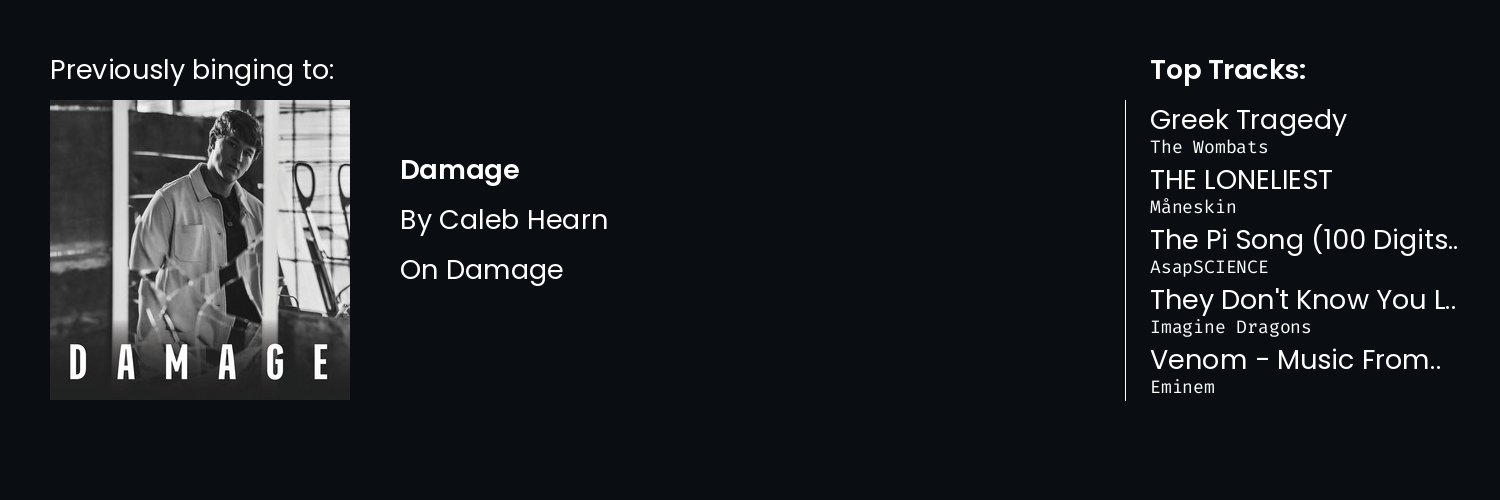 Previously binging to:
DAMAGE
Damage
By Caleb Hearn
On Damage
Top Tracks:
Greek Tragedy
The Wombats
THE LONELIEST
Måneskin
The Pi Song (100 Digits..
AsapSCIENCE
They Don't Know You L..
Imagine Dragons
Venom - Music From..
Eminem